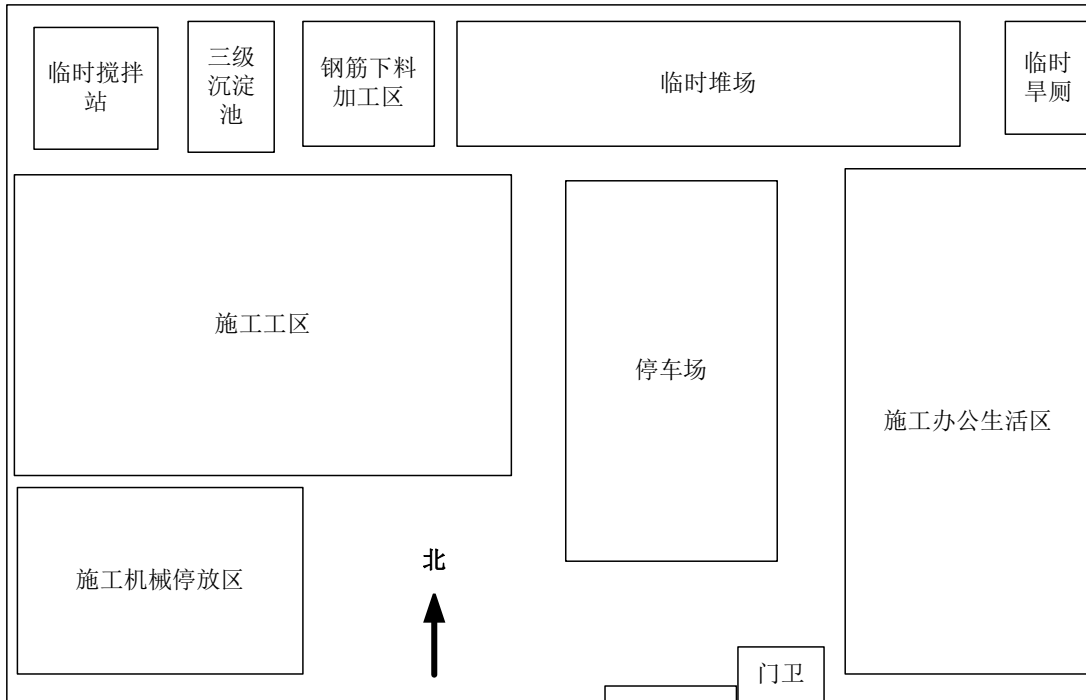 临时搅拌
站
三级
沉淀
池
钢筋下料
加工区
临时堆场
临时
旱厕
施工工区
停车场
施工办公生活区
施工机械停放区
北
门卫